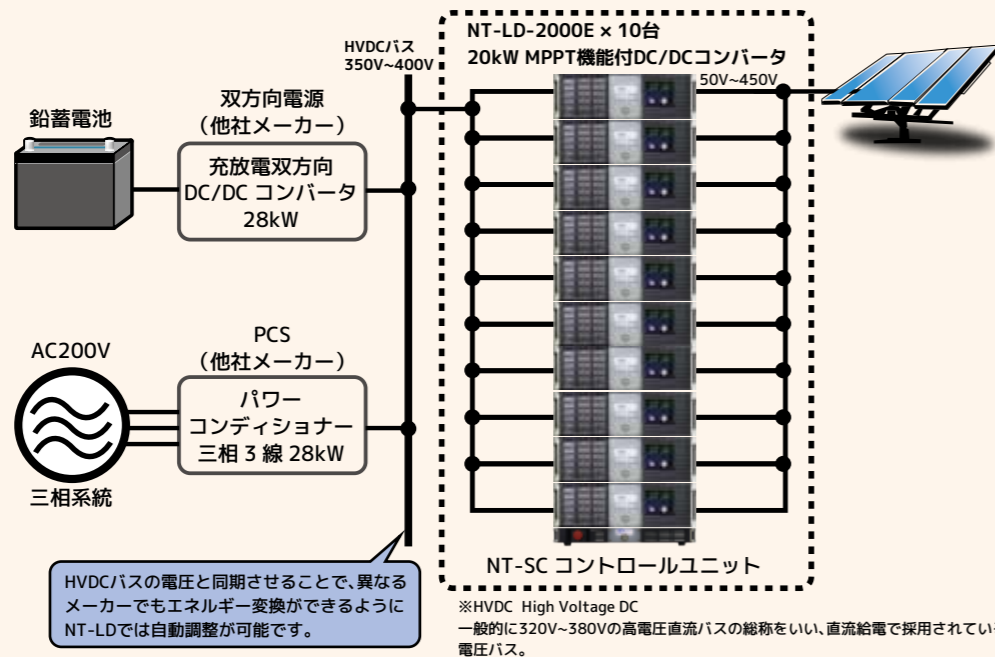 NT-LD-2000E × 10台
20kW MPPT機能付DC/DCコンバータ
50V~450V
HVDCバス
350V~400V
鉛蓄電池
双方向電源
（他社メーカー）
充放電双方向
DC/DC コンバータ
28kW
AC200V
三相系統
PCS
（他社メーカー）
パワー
コンディショナー
三相 3 線 28kW
NT-SC コントロールユニット
HVDCバスの電圧と同期させることで、異なる
メーカーでもエネルギー変換ができるように
NT-LDでは自動調整が可能です。
※HVDC High Voltage DC
一般的に320V~380Vの高電圧直流バスの総称をいい、直流給電で採用されている
電圧バス。